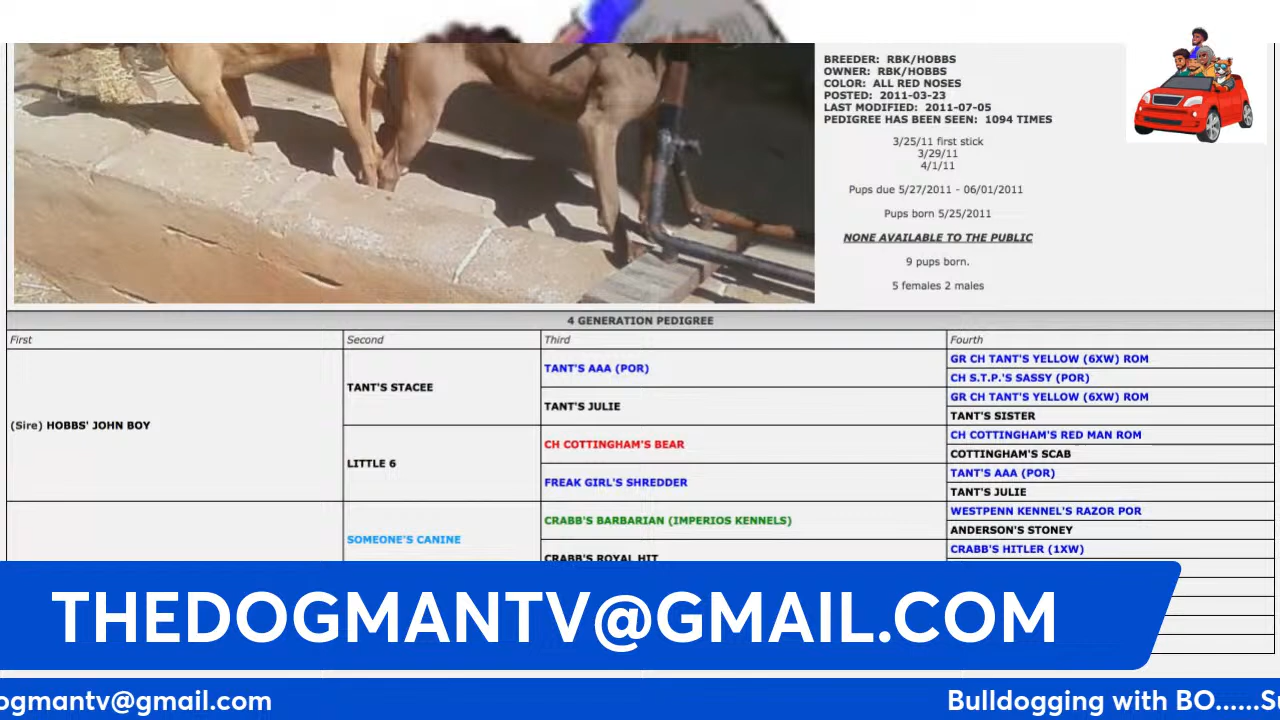 BREEDER: RBK/HOBBS
OWNER: RBK/HOBBS
COLOR: ALL RED NOSES
POSTED: 2011-03-23
LAST MODIFIED: 2011-07-05
PEDIGREE HAS BEEN SEEN: 1094 TIMES
3/25/11 first stick
3/29/11
4/1/11
Pups due 5/27/2011 - 06/01/2011
Pups born 5/25/2011
NONE AVAILABLE TO THE PUBLIC
9 pups born.
5 females 2 males
4 GENERATION PEDIGREE
First Second Third Fourth
(Sire) HOBBS' JOHN BOY
TANT'S STACEE
LITTLE 6
SOMEONE'S CANINE
TANT'S AAA (POR)
TANT'S JULIE
CH COTTINGHAM'S BEAR
FREAK GIRL'S SHREDDER
CRABB'S BARBARIAN (IMPERIOS KENNELS)
CRABB'S ROYAL HIT
GR CH TANT'S YELLOW (6XW) ROM
CH S.T.P.'S SASSY (POR)
GR CH TANT'S YELLOW (6XW) ROM
TANT'S SISTER
CH COTTINGHAM'S RED MAN ROM
COTTINGHAM'S SCAB
TANT'S AAA (POR)
TANT'S JULIE
WESTPENN KENNEL'S RAZOR POR
ANDERSON'S STONEY
CRABB'S HITLER (1XW)
THEDOGMANTV@GMAIL.COM
ogmantv@gmail.com Bulldogging with BO......S